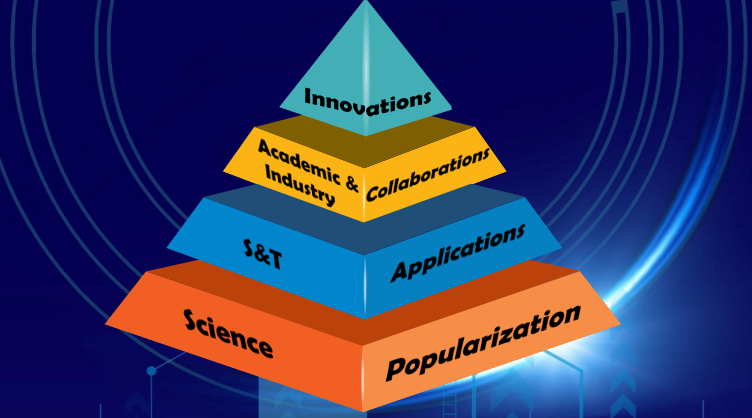 Innovations
Academic &
Industry
Collaborations
S&T
Applications
Science
Popularization